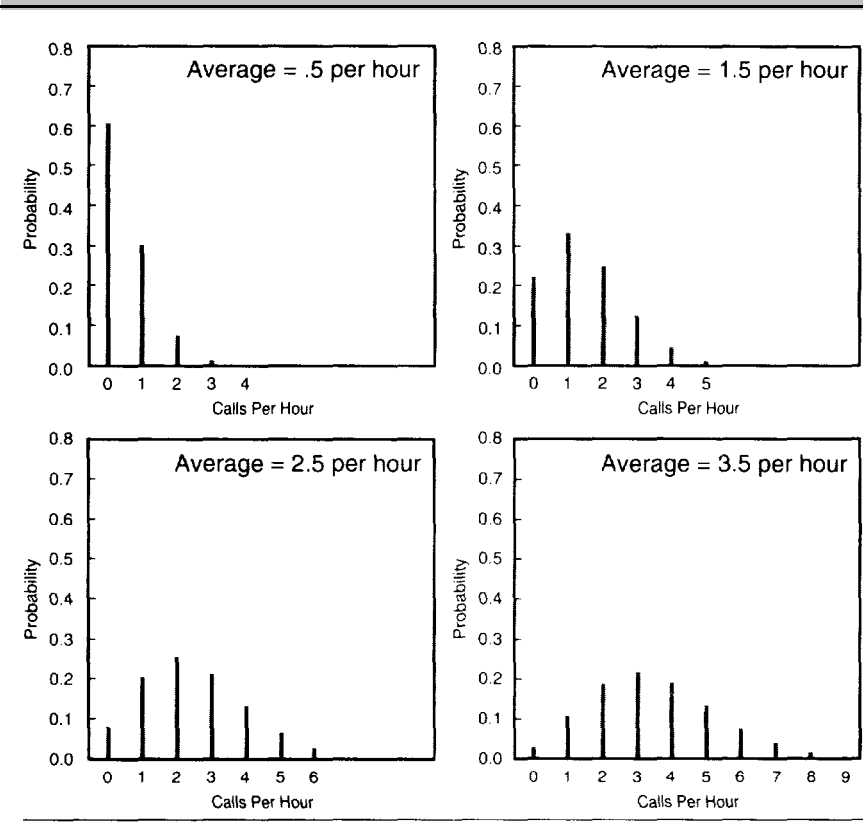 Average = .5 per hour
0.8
0.7
0.6
0.5
0.4
0.3
0.2
0.1
0.0
Probability
0 1 2 3 4
Calls Per Hour
Average = 1.5 per hour
0.8
0.7
0.6
0.5
0.4
0.3
0.2
0.1
0.0
Probability
0 1 2 3 4 5
Calls Per Hour
Average = 2.5 per hour
0.8
0.7
0.6
0.5
0.4
0.3
0.2
0.1
0.0
Probability
0 1 2 3 4 5 6
Calls Per Hour
Average = 3.5 per hour
0.8
0.7
0.6
0.5
0.4
0.3
0.2
0.1
0.0
Probability
0 1 2 3 4 5 6 7 8 9
Calls Per Hour